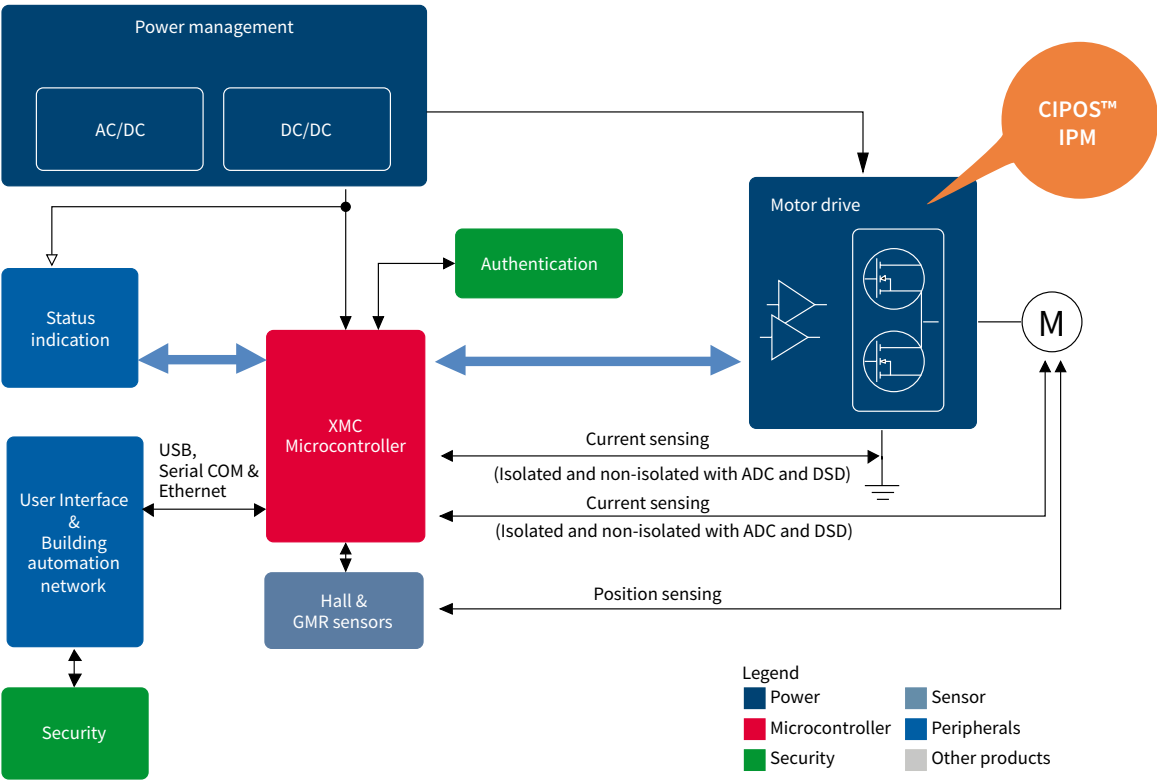 Power management
AC/DC
DC/DC
CIPOS™
IPM
Motor drive
Authentication
Status
indication
M
XMC
Microcontroller
Current sensing
(Isolated and non-isolated with ADC and DSD)
USB,
Serial COM &
Ethernet
User Interface
&
Building
automation
network
Current sensing
(Isolated and non-isolated with ADC and DSD)
Hall &
GMR sensors
Position sensing
Security
Legend
Power
Sensor
Microcontroller
Peripherals
Security
Other products